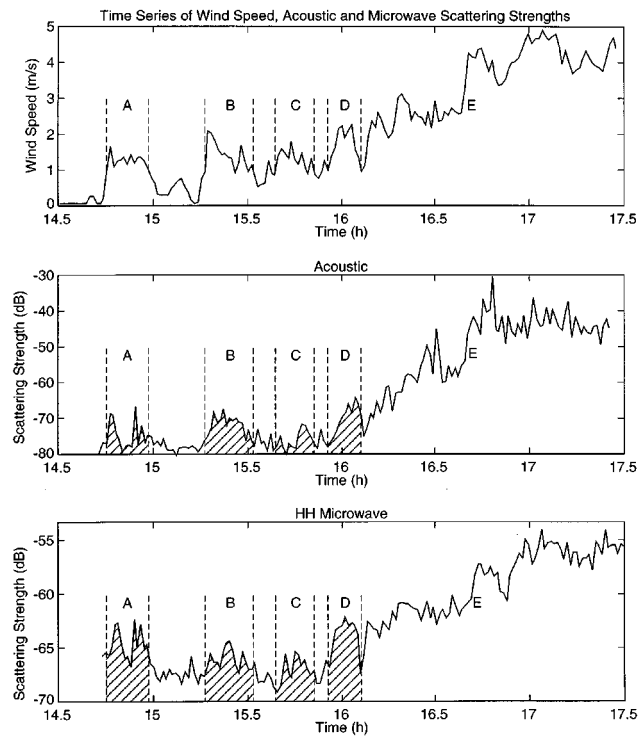 Time Series of Wind Speed, Acoustic and Microwave Scattering Strengths
Wind Speed (m/s)
5
4
3
2
1
0
A
B
C
D
E
14.5 15 15.5 16 16.5 17 17.5
Time (h)
Acoustic
Scattering Strength (dB)
-30
-40
-50
-60
-70
-80
A
B
C
D
E
14.5 15 15.5 16 16.5 17 17.5
Time (h)
HH Microwave
Scattering Strength (dB)
-55
-60
-65
-70
A
B
C
D
E
14.5 15 15.5 16 16.5 17 17.5
Time (h)